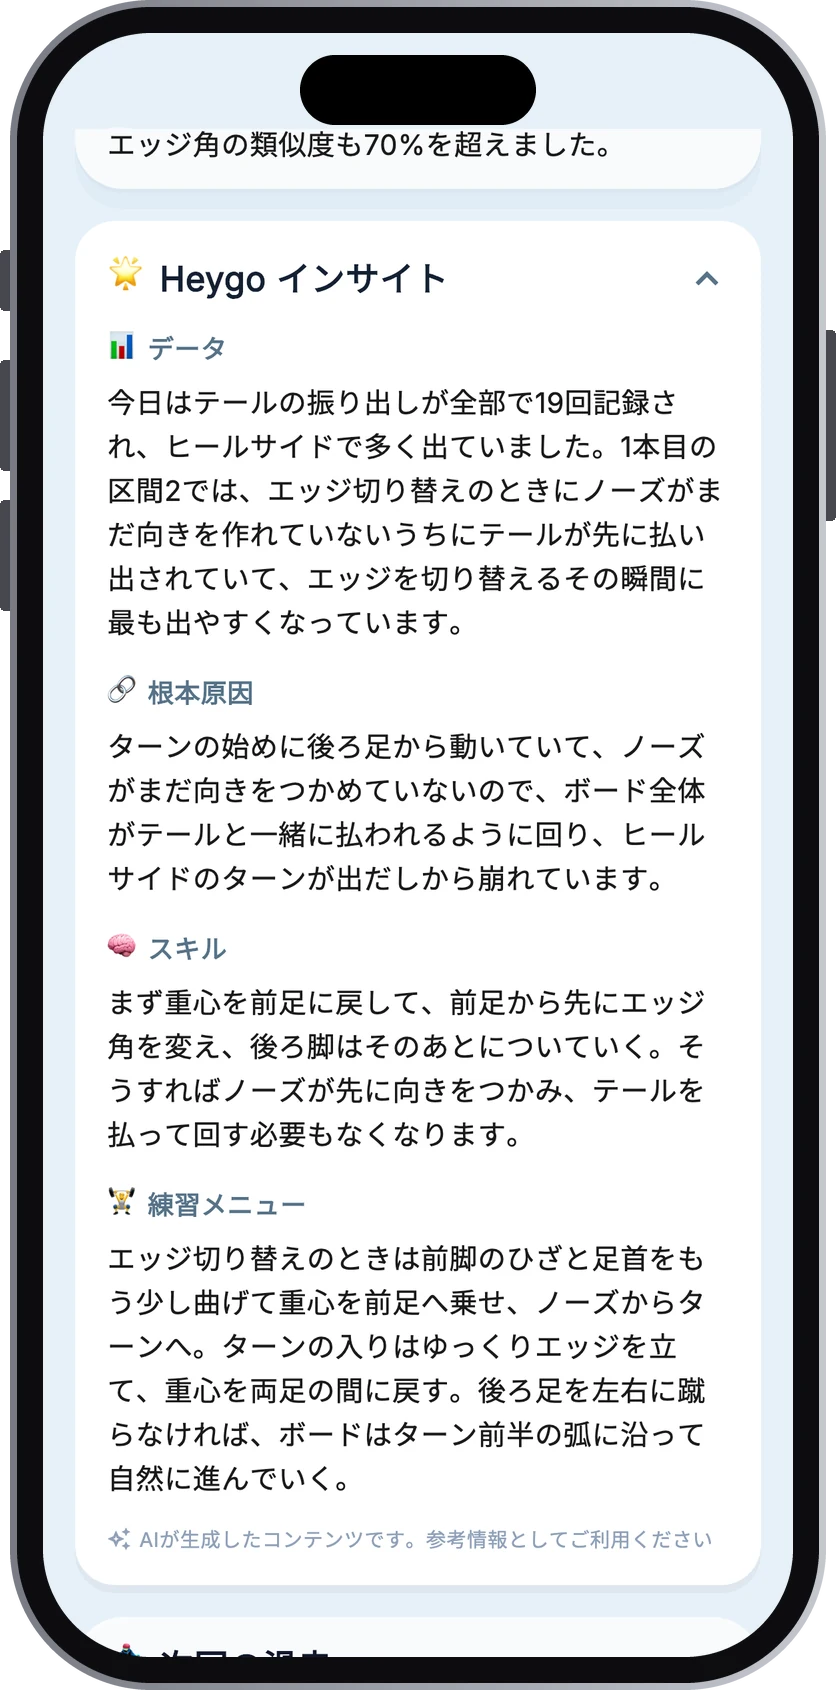 エッジ角の類似度も70%を超えました。
Heygo インサイト
データ
今日はテールの振り出しが全部で19回記録さ
れ、ヒールサイドで多く出ていました。1本目の
区間2では、エッジ切り替えのときにノーズがま
だ向きを作れていないうちにテールが先に払い
出されていて、エッジを切り替えるその瞬間に
最も出やすくなっています。
根本原因
ターンの始めに後ろ足から動いていて、ノーズ
がまだ向きをつかめていないので、ボード全体
がテールと一緒に払われるように回り、ヒール
サイドのターンが出だしから崩れています。
スキル
まず重心を前足に戻して、前足から先にエッジ
角を変え、後ろ脚はそのあとについていく。そ
うすればノーズが先に向きをつかみ、テールを
払って回す必要もなくなります。
練習メニュー
エッジ切り替えのときは前脚のひざと足首をも
う少し曲げて重心を前足へ乗せ、ノーズからタ
ーンへ。ターンの入りはゆっくりエッジを立
て、重心を両足の間に戻す。後ろ足を左右に蹴
らなければ、ボードはターン前半の弧に沿って
自然に進んでいく。
AIが生成したコンテンツです。参考情報としてご利用ください